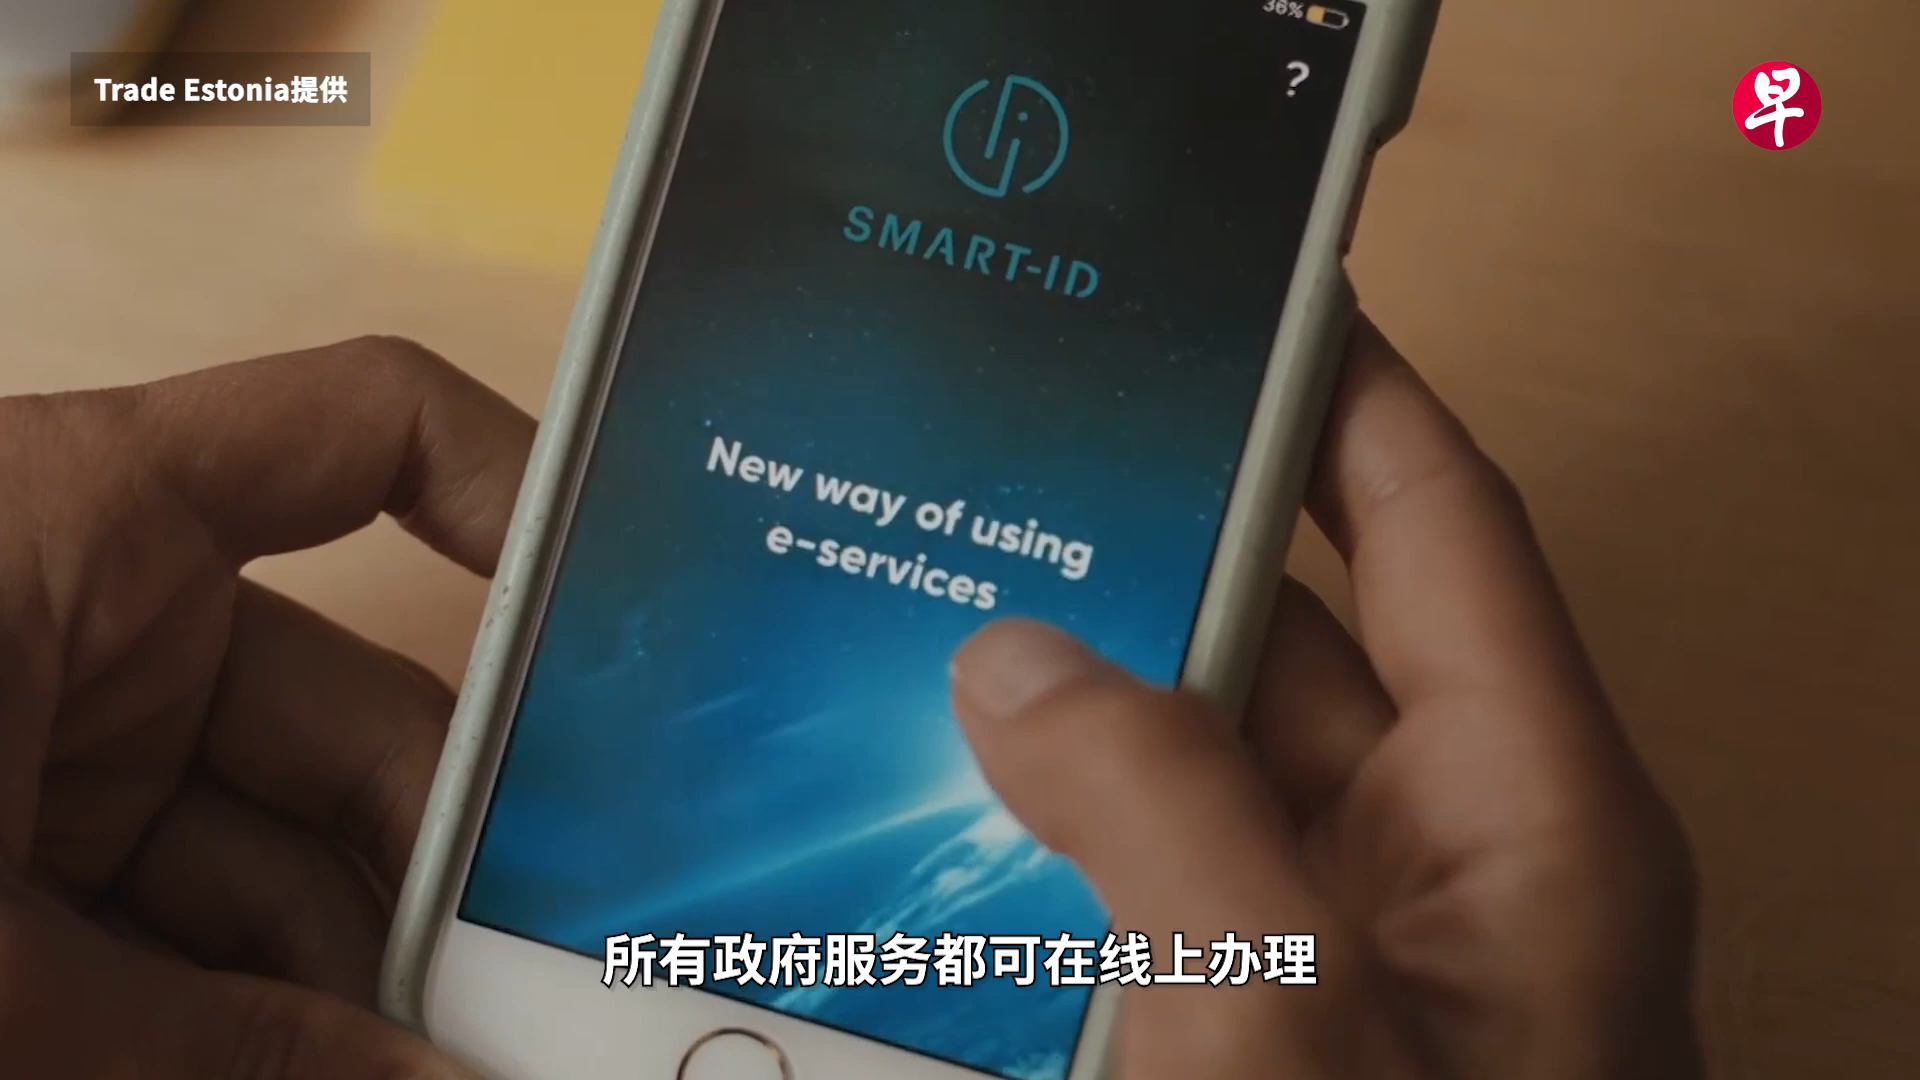 36%
Trade Estonia提供
?
早
SMART-ID
New way of using
e-services
所有政府服务都可在线上办理